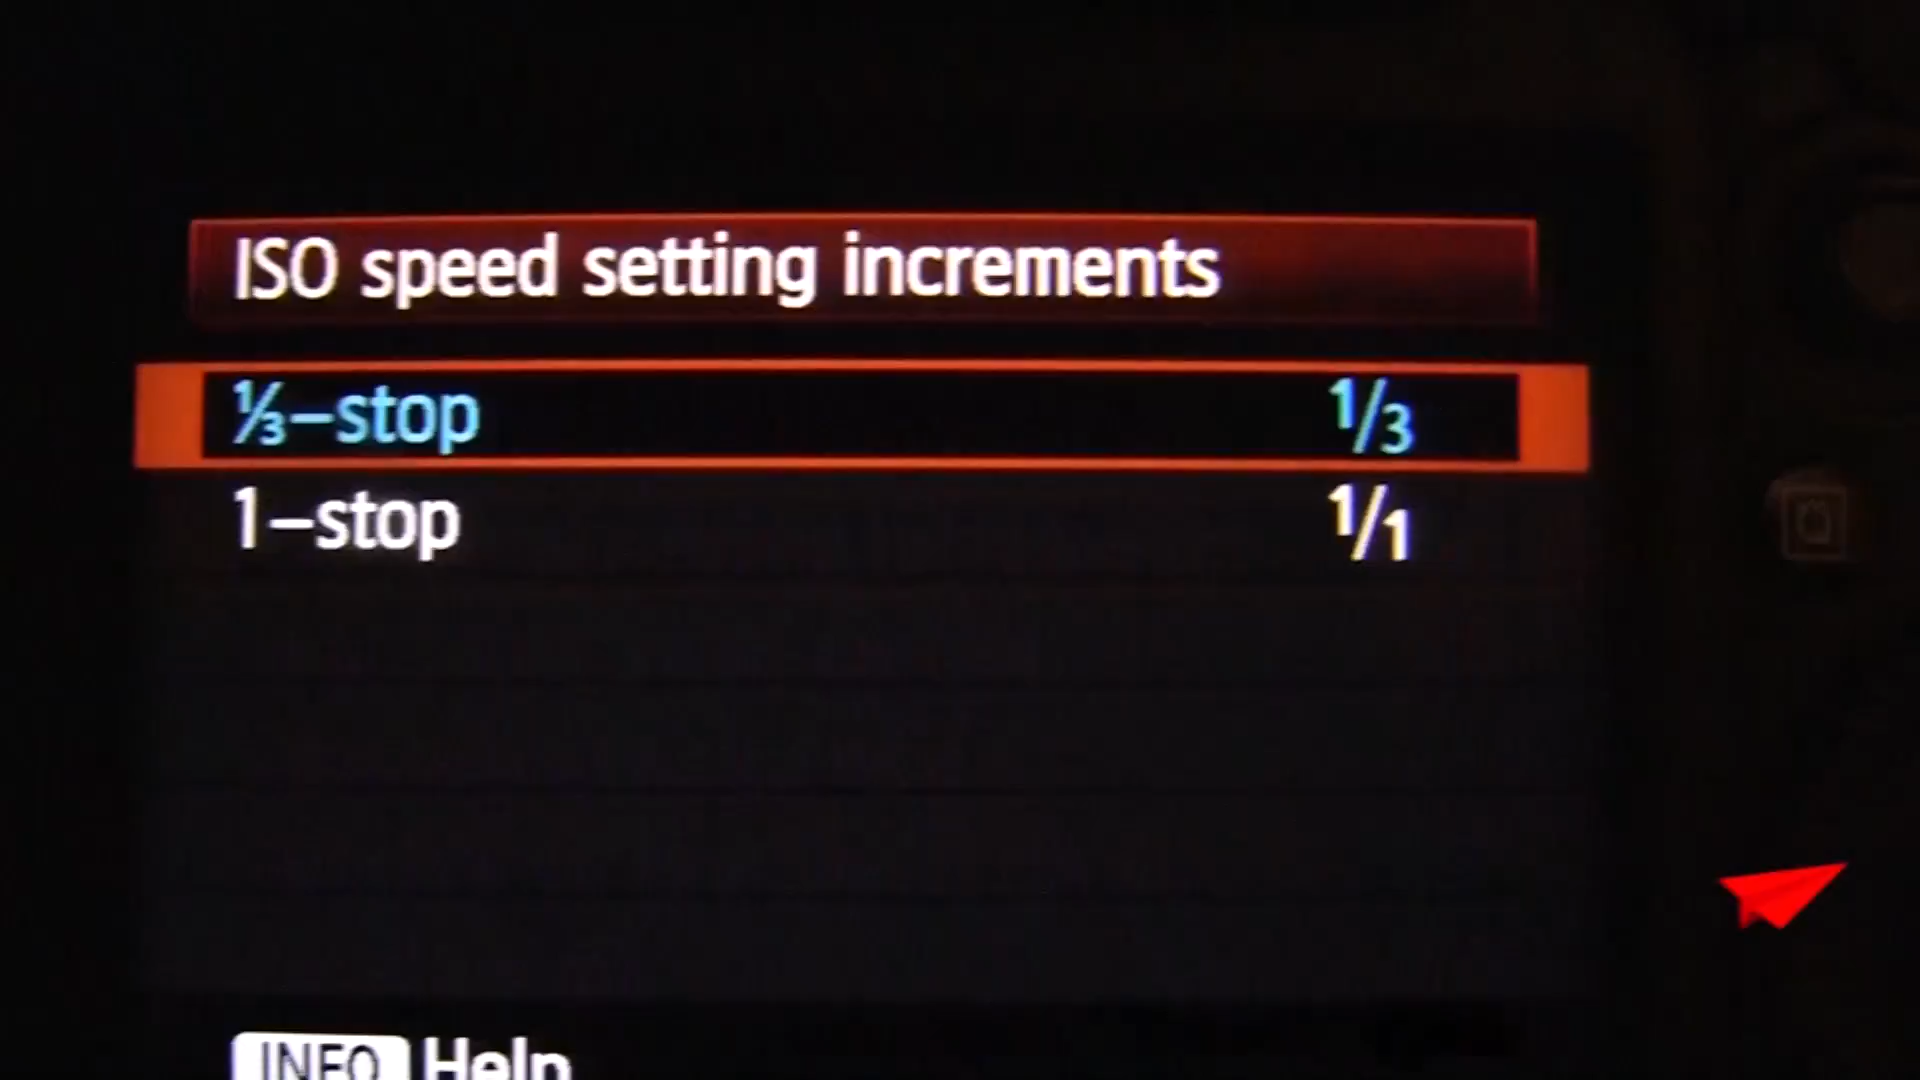 ISO speed setting increments
⅓-stop 1/3
1-stop 1/1
INFO Help